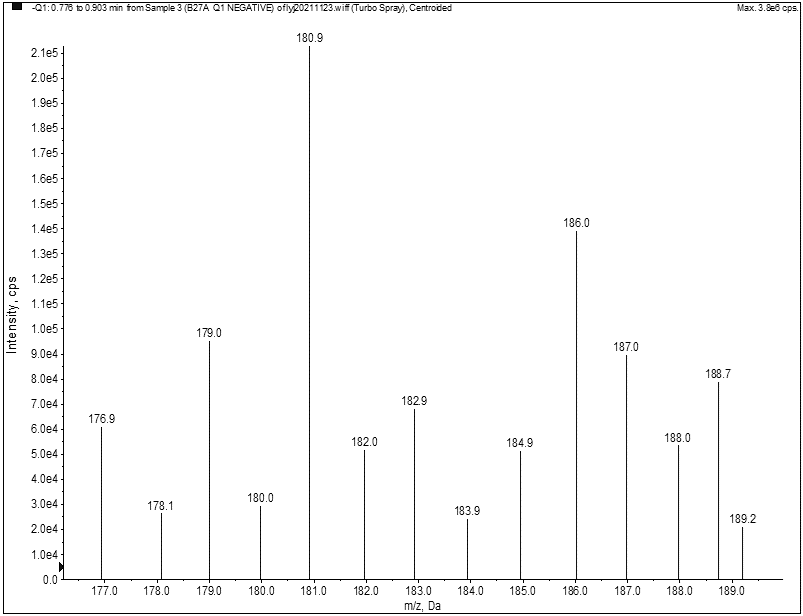 -Q1: 0.776 to 0.903 min from Sample 3 (B27A Q1 NEGATIVE) of lyj20211123.wiff (Turbo Spray), Centroided
Max. 3.8e6 cps.
180.9
2.1e5
2.0e5
1.9e5
1.8e5
1.7e5
1.6e5
1.5e5
1.4e5
186.0
1.3e5
1.2e5
1.1e5
1.0e5
179.0
9.0e4
187.0
8.0e4
188.7
7.0e4
182.9
6.0e4
176.9
5.0e4
182.0
184.9
188.0
4.0e4
3.0e4
178.1
180.0
183.9
2.0e4
189.2
1.0e4
0.0
Intensity, cps
177.0 178.0 179.0 180.0 181.0 182.0 183.0 184.0 185.0 186.0 187.0 188.0 189.0
m/z, Da